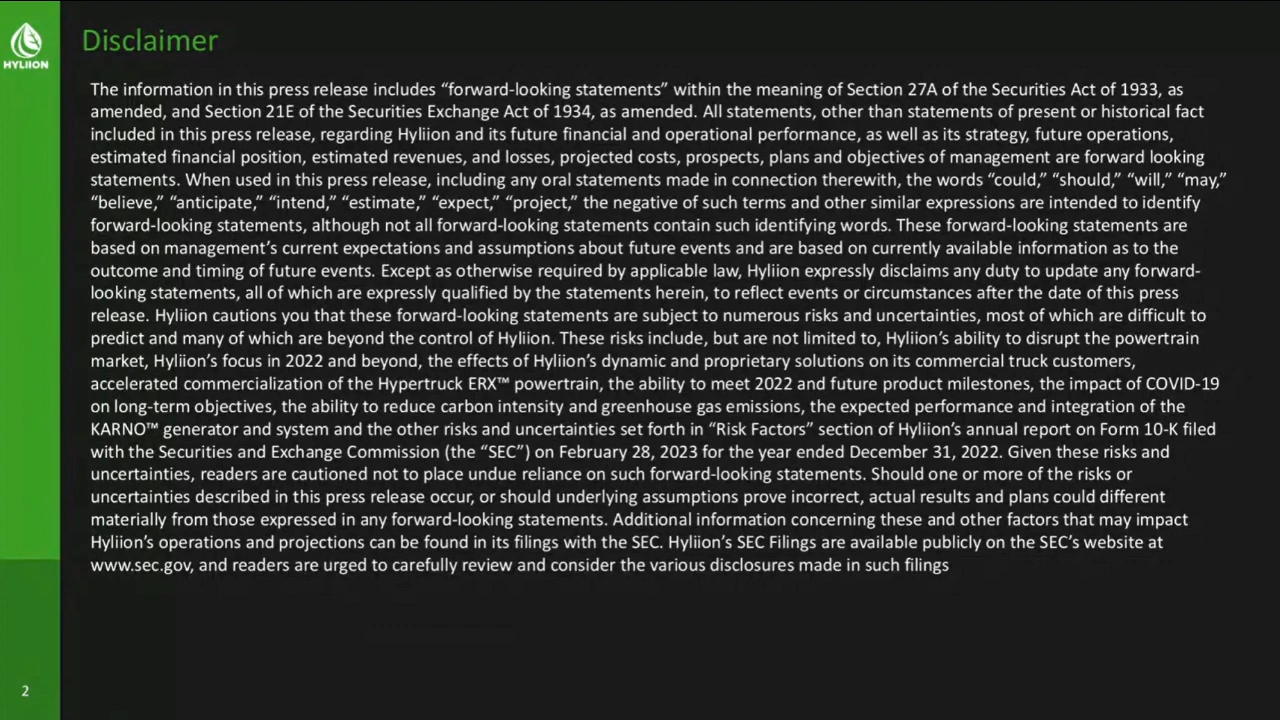 HYLIION
Disclaimer
The information in this press release includes “forward-looking statements” within the meaning of Section 27A of the Securities Act of 1933, as
amended, and Section 21E of the Securities Exchange Act of 1934, as amended. All statements, other than statements of present or historical fact
included in this press release, regarding Hyliion and its future financial and operational performance, as well as its strategy, future operations,
estimated financial position, estimated revenues, and losses, projected costs, prospects, plans and objectives of management are forward looking
statements. When used in this press release, including any oral statements made in connection therewith, the words “could,” “should,” “will,” “may,”
“believe,” “anticipate,” “intend,” “estimate,” “expect,” “project,” the negative of such terms and other similar expressions are intended to identify
forward-looking statements, although not all forward-looking statements contain such identifying words. These forward-looking statements are
based on management’s current expectations and assumptions about future events and are based on currently available information as to the
outcome and timing of future events. Except as otherwise required by applicable law, Hyliion expressly disclaims any duty to update any forward-
looking statements, all of which are expressly qualified by the statements herein, to reflect events or circumstances after the date of this press
release. Hyliion cautions you that these forward-looking statements are subject to numerous risks and uncertainties, most of which are difficult to
predict and many of which are beyond the control of Hyliion. These risks include, but are not limited to, Hyliion’s ability to disrupt the powertrain
market, Hyliion’s focus in 2022 and beyond, the effects of Hyliion’s dynamic and proprietary solutions on its commercial truck customers,
accelerated commercialization of the Hypertruck ERX™ powertrain, the ability to meet 2022 and future product milestones, the impact of COVID-19
on long-term objectives, the ability to reduce carbon intensity and greenhouse gas emissions, the expected performance and integration of the
KARNO™ generator and system and the other risks and uncertainties set forth in “Risk Factors” section of Hyliion’s annual report on Form 10-K filed
with the Securities and Exchange Commission (the “SEC”) on February 28, 2023 for the year ended December 31, 2022. Given these risks and
uncertainties, readers are cautioned not to place undue reliance on such forward-looking statements. Should one or more of the risks or
uncertainties described in this press release occur, or should underlying assumptions prove incorrect, actual results and plans could different
materially from those expressed in any forward-looking statements. Additional information concerning these and other factors that may impact
Hyliion’s operations and projections can be found in its filings with the SEC. Hyliion’s SEC Filings are available publicly on the SEC’s website at
www.sec.gov, and readers are urged to carefully review and consider the various disclosures made in such filings
2